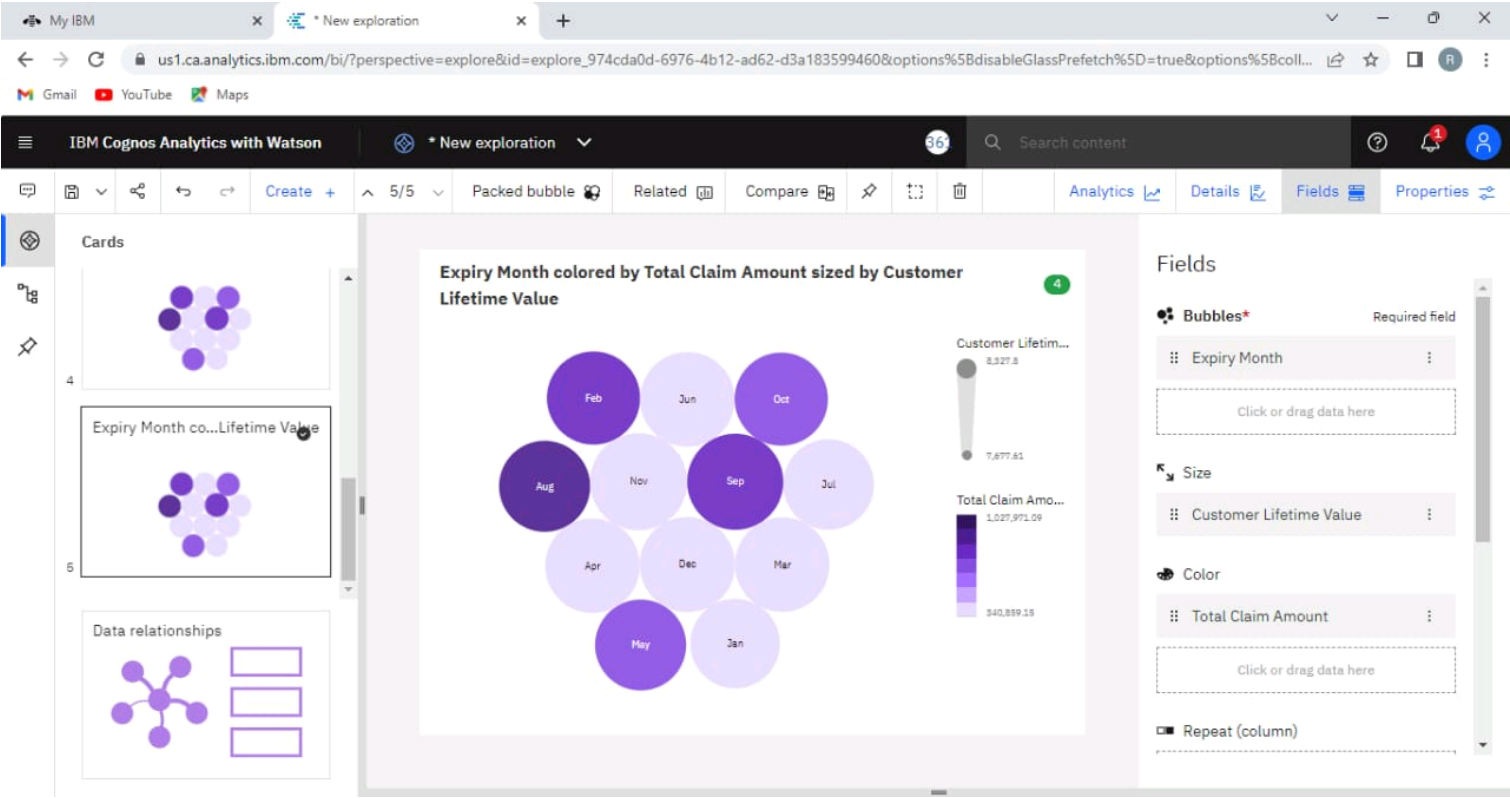 My IBM
* New exploration
us1.ca.analytics.ibm.com/bi/?perspective=explore&id=explore_974cda0d-6976-4b12-ad62-d3a183599460&options%5BdisableGlassPrefetch%5D=true&options%5Bcoll...
R
Gmail YouTube Maps
IBM Cognos Analytics with Watson
* New exploration
36
Search content
1
Create +
5/5
Packed bubble
Related
Compare
Analytics
Details
Fields
Properties
Cards
4
Expiry Month co...Lifetime Value
5
Data relationships
Expiry Month colored by Total Claim Amount sized by Customer
Lifetime Value
4
Feb
Jun
Oct
Aug
Nov
Sep
Jul
Apr
Dec
Mar
May
Jan
Customer Lifetim...
8,327.8
7,677.61
Total Claim Amo...
1,027,971.09
340,859.15
Fields
Bubbles*
Required field
Expiry Month
Click or drag data here
Size
Customer Lifetime Value
Color
Total Claim Amount
Click or drag data here
Repeat (column)